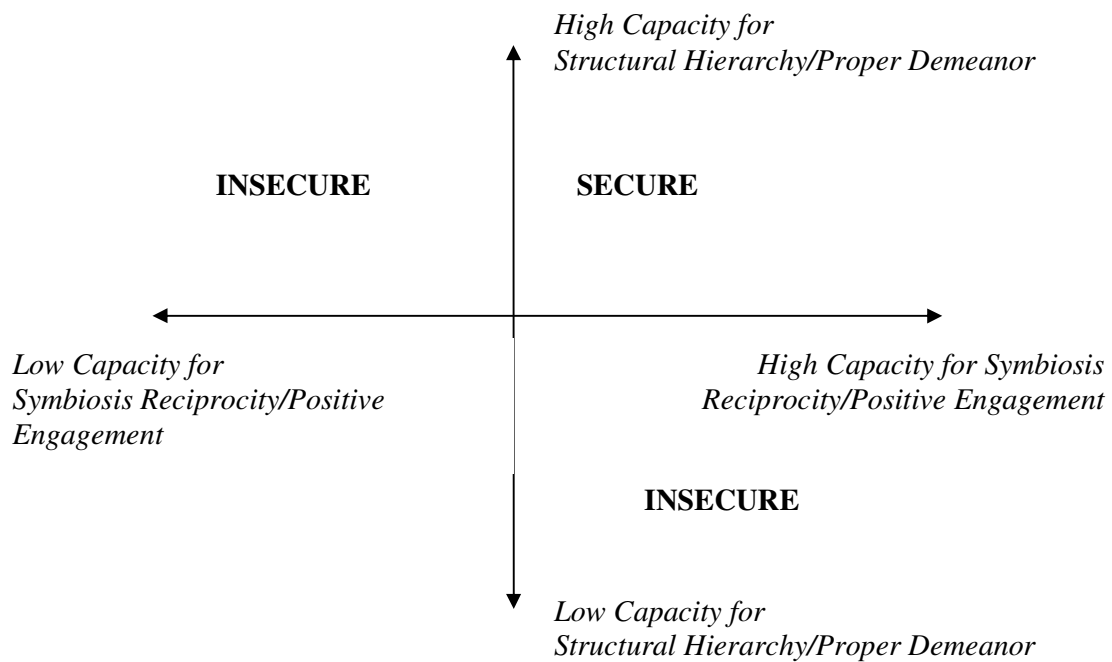 High Capacity for
Structural Hierarchy/Proper Demeanor
INSECURE
SECURE
Low Capacity for
Symbiosis Reciprocity/Positive
Engagement
High Capacity for Symbiosis
Reciprocity/Positive Engagement
INSECURE
Low Capacity for
Structural Hierarchy/Proper Demeanor